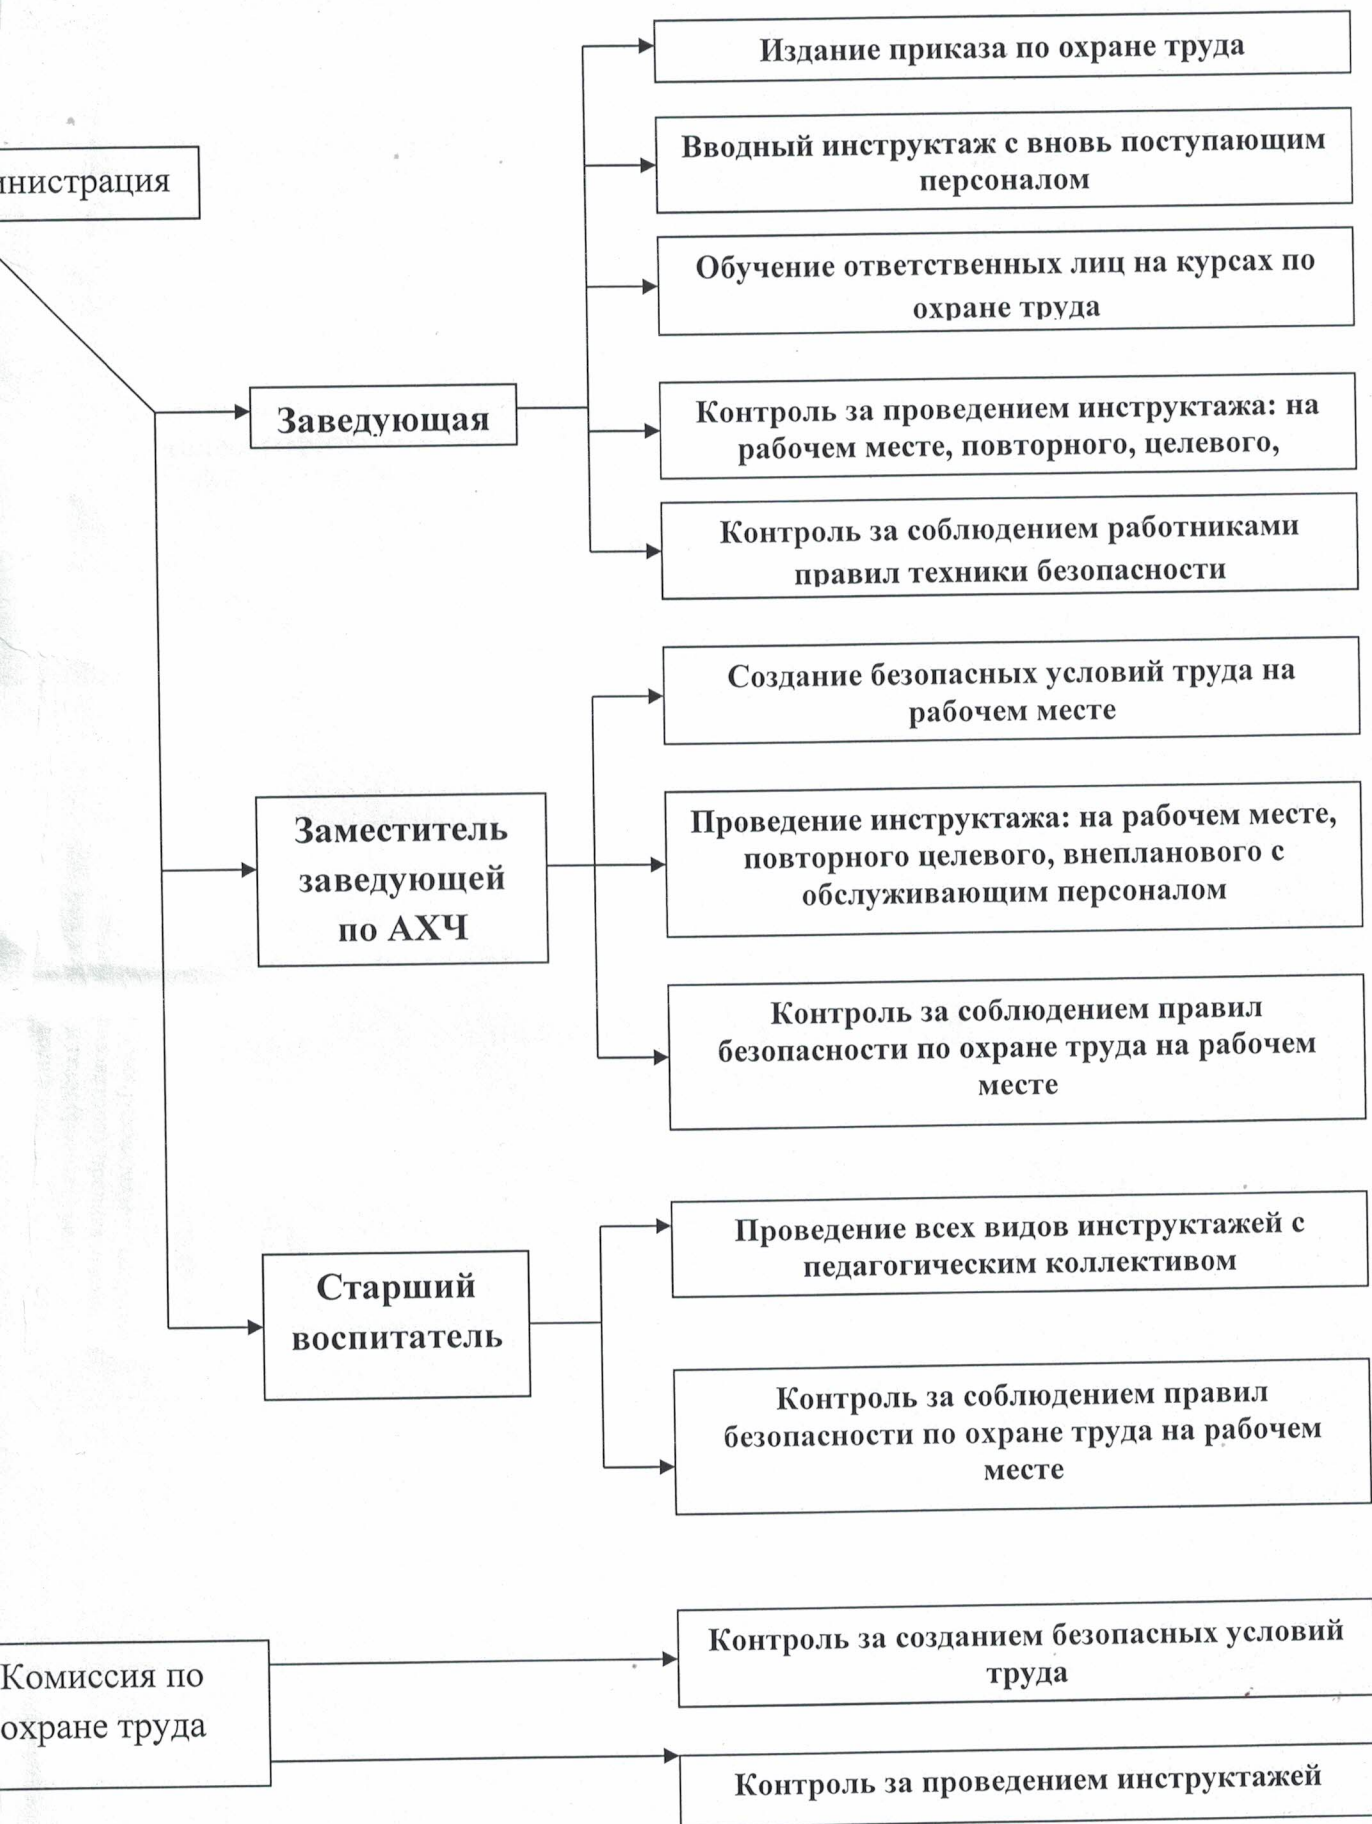 Издание приказа по охране труда
Вводный инструктаж с вновь поступающим
персоналом
инистрация
Обучение ответственных лиц на курсах по
охране труда
Заведующая
Контроль за проведением инструктажа: на
рабочем месте, повторного, целевого,
Контроль за соблюдением работниками
правил техники безопасности
Создание безопасных условий труда на
рабочем месте
Заместитель
заведующей
по АХЧ
Проведение инструктажа: на рабочем месте,
повторного целевого, внепланового с
обслуживающим персоналом
Контроль за соблюдением правил
безопасности по охране труда на рабочем
месте
Проведение всех видов инструктажей с
педагогическим коллективом
Старший
воспитатель
Контроль за соблюдением правил
безопасности по охране труда на рабочем
месте
Комиссия по
охране труда
Контроль за созданием безопасных условий
труда
Контроль за проведением инструктажей